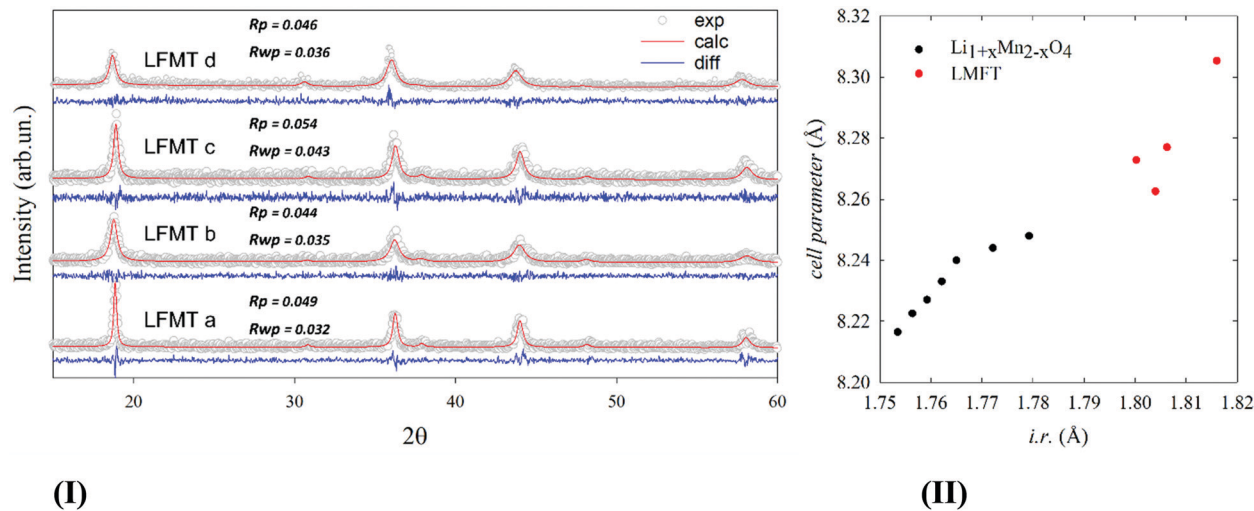 Rp = 0.046
Rwp = 0.036
LFMT d
exp
calc
diff
Rp = 0.054
Rwp = 0.043
LFMT c
Rp = 0.044
Rwp = 0.035
LFMT b
Rp = 0.049
Rwp = 0.032
LFMT a
Intensity (arb.un.)
20 30 40 50 60
2θ
(I)
8.32
8.30
8.28
8.26
8.24
8.22
8.20
cell parameter (Å)
Li1+xMn2-xO4
LMFT
1.75 1.76 1.77 1.78 1.79 1.80 1.81 1.82
i.r. (Å)
(II)